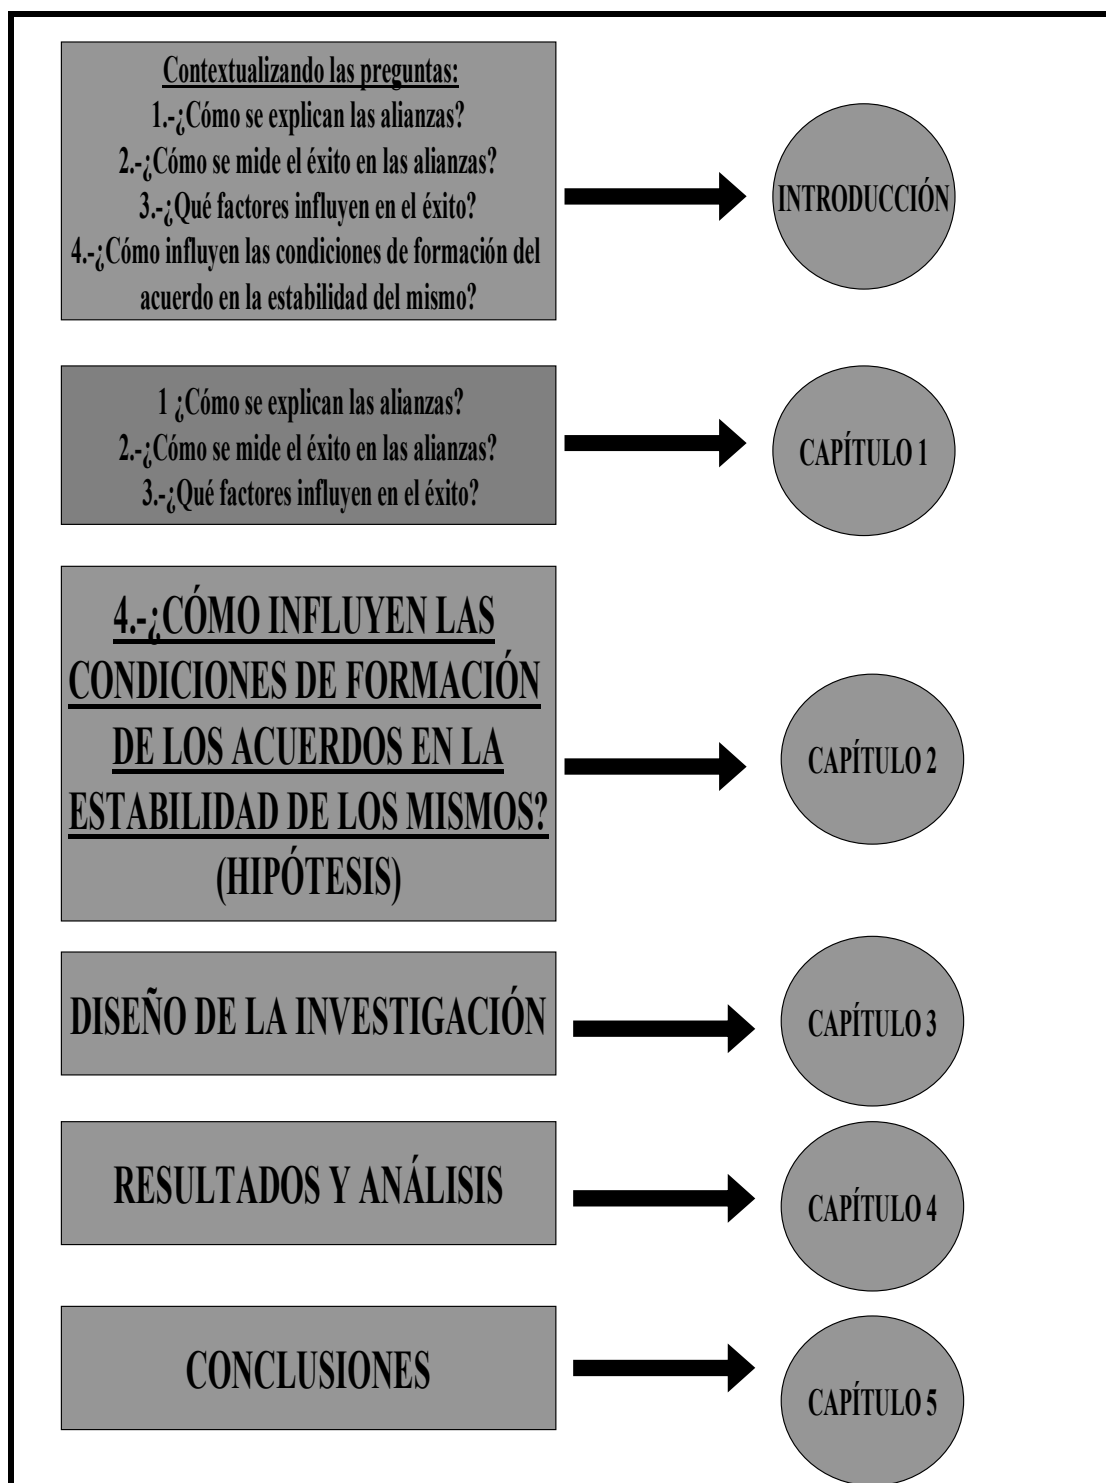 Contextualizando las preguntas:
1.-¿Cómo se explican las alianzas?
2.-¿Cómo se mide el éxito en las alianzas?
3.-¿Qué factores influyen en el éxito?
4.-¿Cómo influyen las condiciones de formación del
acuerdo en la estabilidad del mismo?
INTRODUCCIÓN
1 ¿Cómo se explican las alianzas?
2.-¿Cómo se mide el éxito en las alianzas?
3.-¿Qué factores influyen en el éxito?
CAPÍTULO 1
4.-¿CÓMO INFLUYEN LAS
CONDICIONES DE FORMACIÓN
DE LOS ACUERDOS EN LA
ESTABILIDAD DE LOS MISMOS?
(HIPÓTESIS)
CAPÍTULO 2
DISEÑO DE LA INVESTIGACIÓN
CAPÍTULO 3
RESULTADOS Y ANÁLISIS
CAPÍTULO 4
CONCLUSIONES
CAPÍTULO 5